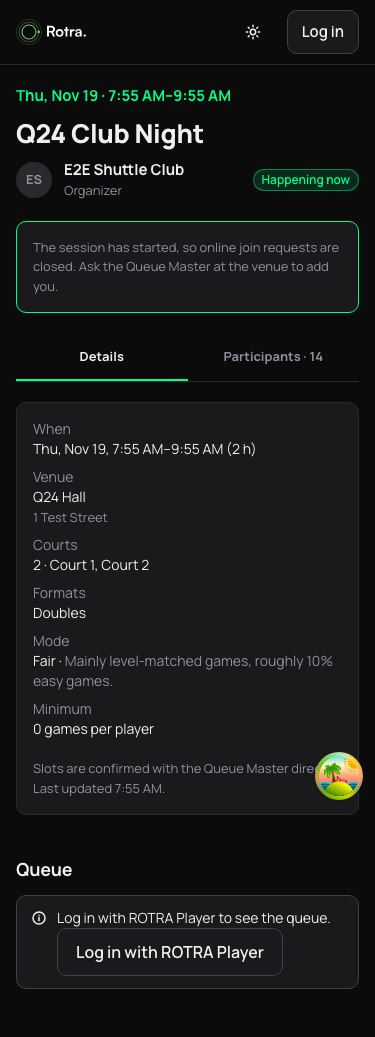 Rotra.
Log in
Thu, Nov 19 · 7:55 AM–9:55 AM
Q24 Club Night
ES
E2E Shuttle Club
Organizer
Happening now
The session has started, so online join requests are
closed. Ask the Queue Master at the venue to add
you.
Details
Participants · 14
When
Thu, Nov 19, 7:55 AM–9:55 AM (2 h)
Venue
Q24 Hall
1 Test Street
Courts
2 · Court 1, Court 2
Formats
Doubles
Mode
Fair · Mainly level-matched games, roughly 10%
easy games.
Minimum
0 games per player
Slots are confirmed with the Queue Master
Last updated 7:55 AM.
Queue
Log in with ROTRA Player to see the queue.
Log in with ROTRA Player